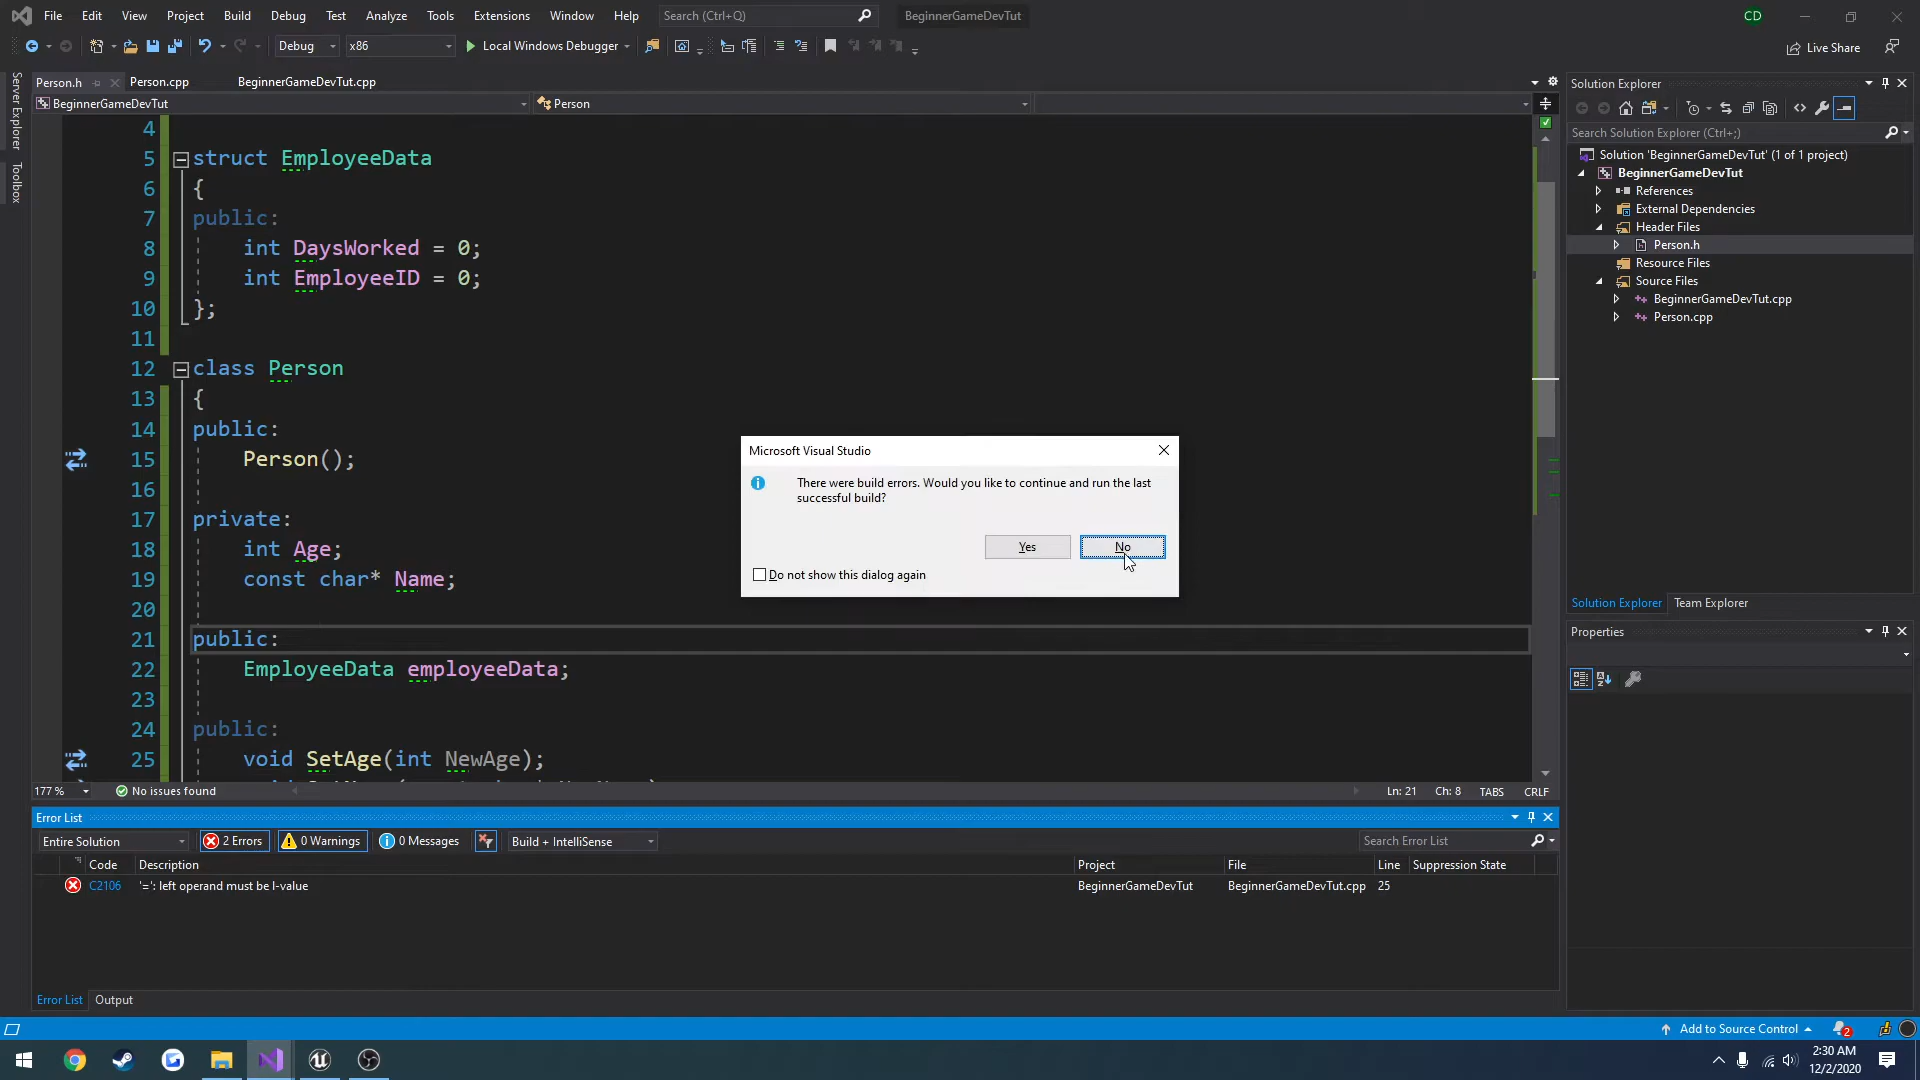 File Edit View Project Build Debug Test Analyze Tools Extensions Window Help Search (Ctrl+Q) BeginnerGameDevTut CD
Debug x86 Local Windows Debugger Live Share
Server Explorer
Toolbox
Person.h Person.cpp BeginnerGameDevTut.cpp
BeginnerGameDevTut Person
4
5 struct EmployeeData
6 {
7 public:
8 int DaysWorked = 0;
9 int EmployeeID = 0;
10 };
11
12 class Person
13 {
14 public:
15 Person();
16
17 private:
18 int Age;
19 const char* Name;
20
21 public:
22 EmployeeData employeeData;
23
24 public:
25 void SetAge(int NewAge);
177 % No issues found Ln: 21 Ch: 8 TABS CRLF
Microsoft Visual Studio
There were build errors. Would you like to continue and run the last
successful build?
Yes No
Do not show this dialog again
Error List
Entire Solution 2 Errors 0 Warnings 0 Messages Build + IntelliSense Search Error List
Code Description Project File Line Suppression State
C2106 '=': left operand must be l-value BeginnerGameDevTut BeginnerGameDevTut.cpp 25
Error List Output
Solution Explorer
Search Solution Explorer (Ctrl+;)
Solution 'BeginnerGameDevTut' (1 of 1 project)
BeginnerGameDevTut
References
External Dependencies
Header Files
Person.h
Resource Files
Source Files
BeginnerGameDevTut.cpp
Person.cpp
Solution Explorer Team Explorer
Properties
Add to Source Control 2
2:30 AM
12/2/2020